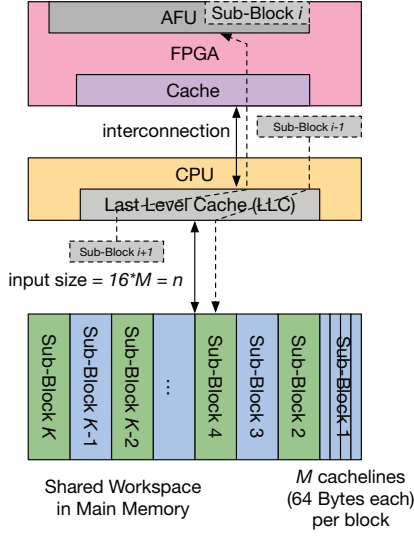 AFU
Sub-Block i
FPGA
Cache
interconnection
Sub-Block i-1
CPU
Last Level Cache (LLC)
Sub-Block i+1
input size = 16*M = n
Sub-Block K
Sub-Block K-1
Sub-Block K-2
...
Sub-Block 4
Sub-Block 3
Sub-Block 2
Sub-Block 1
Shared Workspace
in Main Memory
M cachelines
(64 Bytes each)
per block